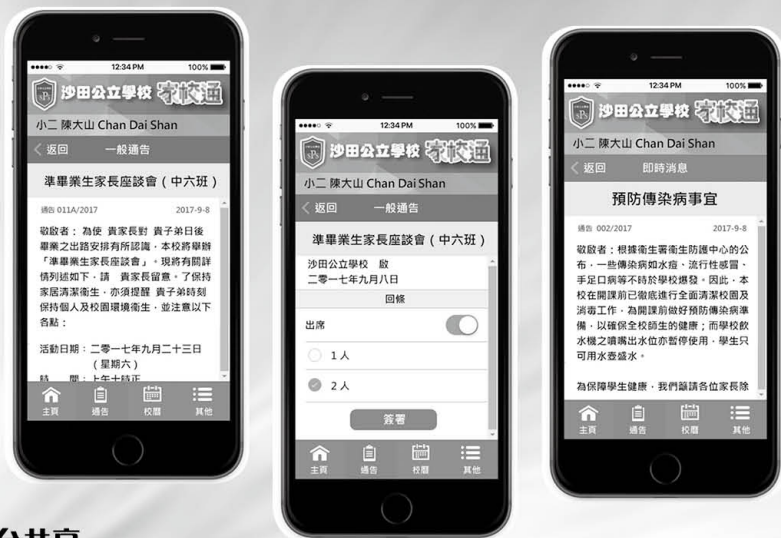 12:34 PM 100%
沙田公立學校 家校通
小二 陳大山 Chan Dai Shan
返回 一般通告
準畢業生家長座談會（中六班）
通告 011A/2017 2017-9-8
敬啟者： 為使 貴家長對 貴子弟日後
畢業之出路安排有所認識，本校將舉辦
「準畢業生家長座談會」。現將有關詳
情列述如下，請 貴家長留意。了保持
家居清潔衞生，亦須提醒 貴子弟時刻
保持個人及校園環境衞生，並注意以下
各點：
活動日期：二零一七年九月二十三日
（星期六）
時 間：上午十時正
主頁 通告 校曆 其他
12:34 PM 100%
沙田公立學校 家校通
小二 陳大山 Chan Dai Shan
返回 一般通告
準畢業生家長座談會（中六班）
沙田公立學校 啟
二零一七年九月八日
回條
出席
1 人
2 人
簽署
主頁 通告 校曆 其他
12:34 PM 100%
沙田公立學校 家校通
小二 陳大山 Chan Dai Shan
返回 即時消息
預防傳染病事宜
通告 002/2017 2017-9-8
敬啟者：根據衞生署衞生防護中心的公
布，一些傳染病如水痘、流行性感冒、
手足口病等不時於學校爆發。因此，本
校在開課前已徹底進行全面清潔校園及
消毒工作，為開課前做好預防傳染病準
備，以確保全校師生的健康；而學校飲
水機之噴嘴出水位亦暫停使用，學生只
可用水壺盛水。
為保障學生健康，我們籲請各位家長除
主頁 通告 校曆 其他